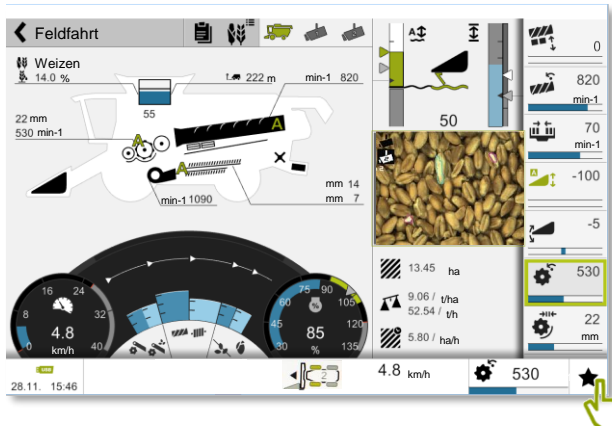 Feldfahrt
Weizen
14.0 %
222 m
min-1 820
55
22 mm
530 min-1
A
A
A
min-1 1090
mm 14
mm 7
50
A
13.45 ha
9.06 / t/ha
52.54 / t/h
5.80 / ha/h
0
820
min-1
70
min-1
A
-100
-5
530
22
mm
0 8 16 24 32 40
4.8
km/h
30 45 60 75 90 105 120 135
%
85
%
28.11. 15:46
2
4.8 km/h
530